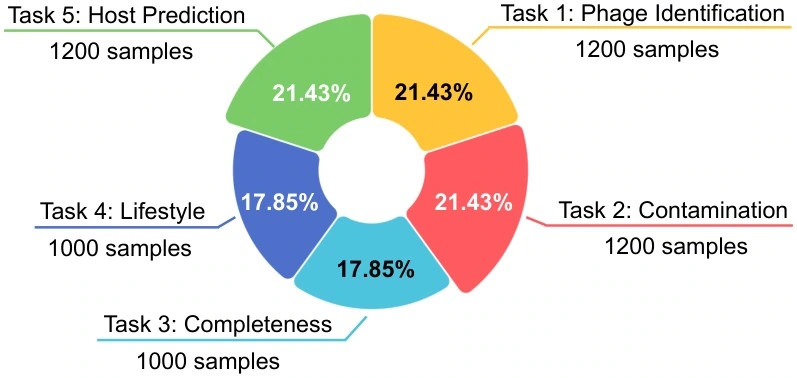 Task 5: Host Prediction
1200 samples
Task 1: Phage Identification
1200 samples
21.43%
21.43%
Task 4: Lifestyle
1000 samples
17.85%
21.43%
Task 2: Contamination
1200 samples
17.85%
Task 3: Completeness
1000 samples